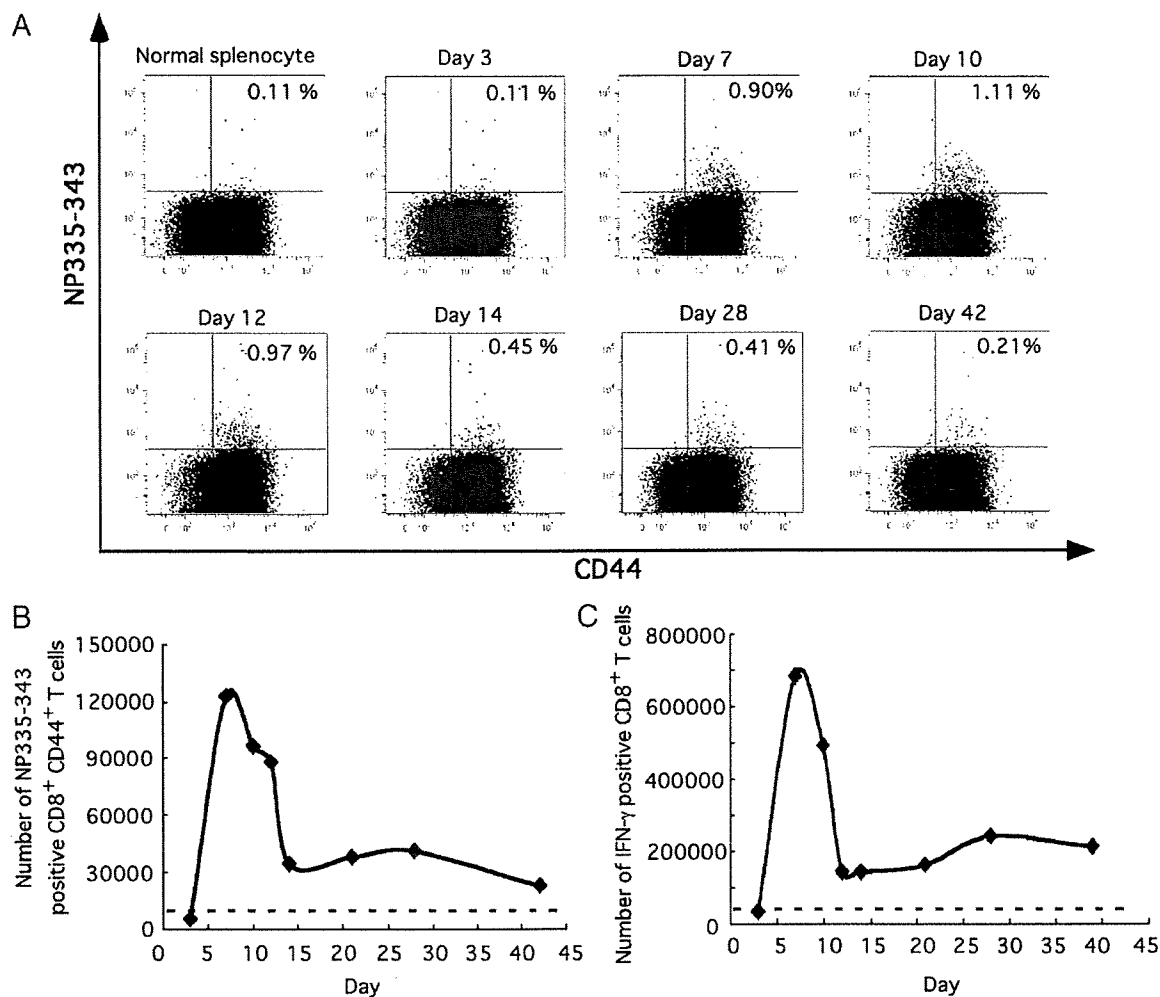 A
Normal splenocyte
0.11 %
Day 3
0.11 %
Day 7
0.90%
Day 10
1.11 %
NP335-343
Day 12
0.97 %
Day 14
0.45 %
Day 28
0.41 %
Day 42
0.21%
CD44
B
Number of NP335-343
positive CD8+ CD44+ T cells
150000
120000
90000
60000
30000
0
0 5 10 15 20 25 30 35 40 45
Day
C
Number of IFN-γ positive CD8+ T cells
800000
600000
400000
200000
0
0 5 10 15 20 25 30 35 40 45
Day